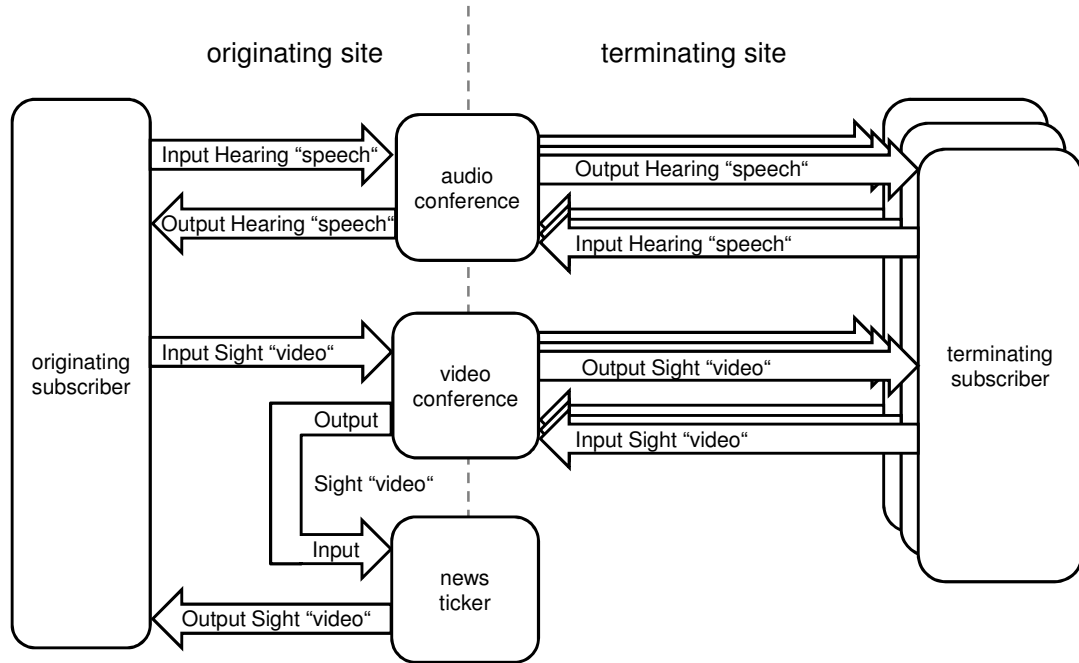 originating site
terminating site
Input Hearing “speech“
audio
conference
Output Hearing “speech“
Output Hearing “speech“
Input Hearing “speech“
originating
subscriber
Input Sight “video“
video
conference
Output Sight “video“
terminating
subscriber
Output
Input Sight “video“
Sight “video“
Input
news
ticker
Output Sight “video“